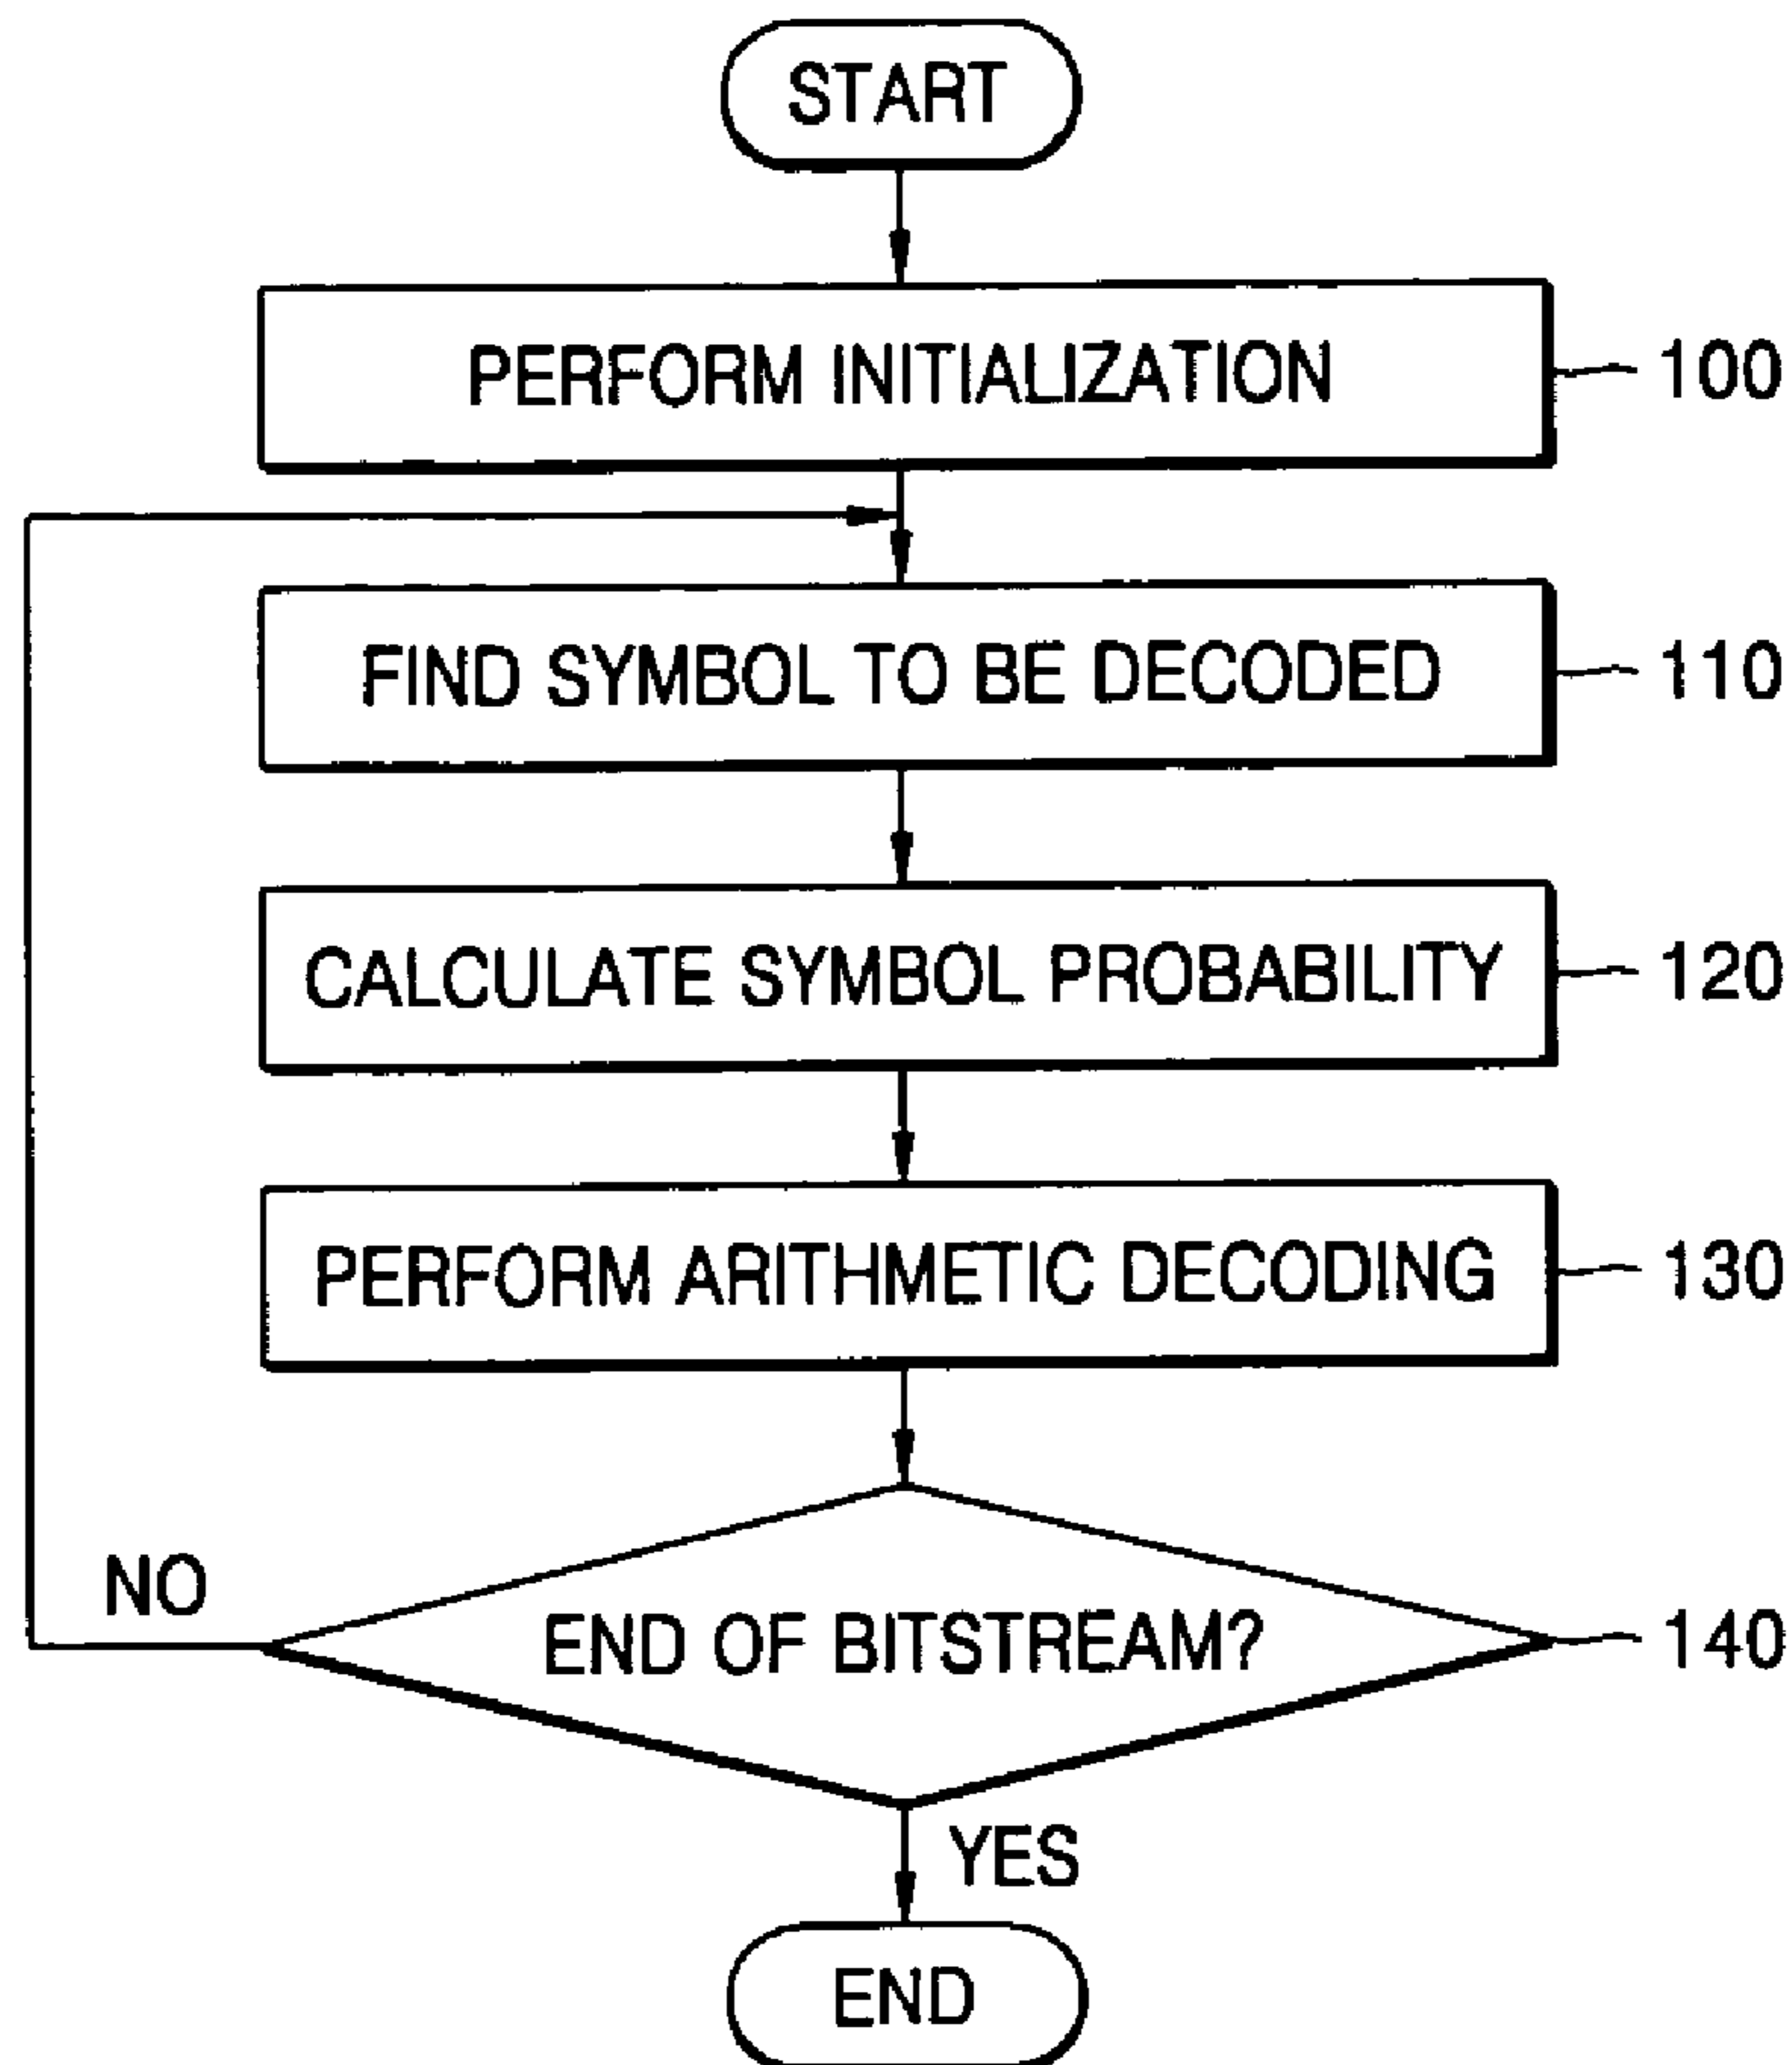 START
PERFORM INITIALIZATION
100
FIND SYMBOL TO BE DECODED
110
CALCULATE SYMBOL PROBABILITY
120
PERFORM ARITHMETIC DECODING
130
NO
END OF BITSTREAM?
140
YES
END